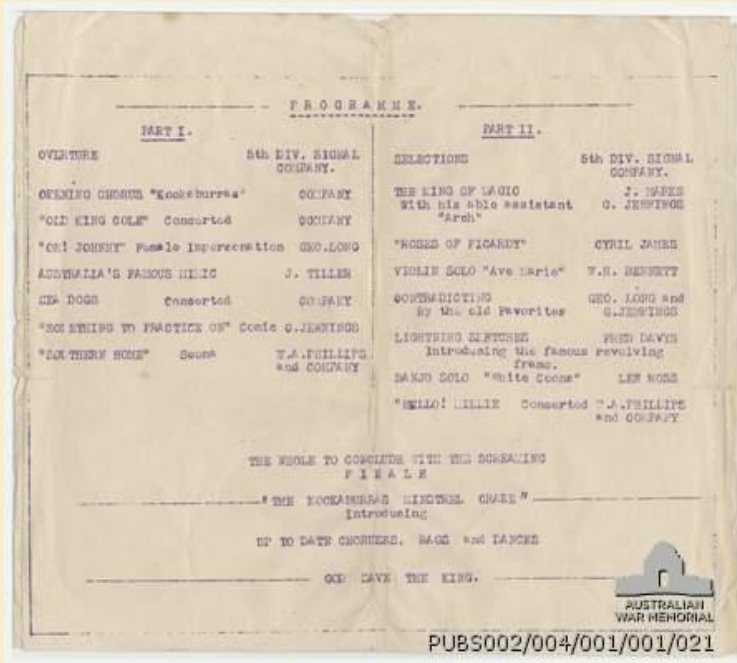 PROGRAMME.
PART I.
OVERTURE 5th DIV. SIGNAL
COMPANY.
OPENING CHORUS "Kookaburras" COMPANY
"OLD KING COLE" Concerted COMPANY
"OH! JOHNNY" Female Impersonation GEO.LONG
AUSTRALIA'S FAMOUS MIMIC J. TILLER
SEA DOGS Concerted COMPANY
"SOMETHING TO PRACTICE ON" Comic G.JENNINGS
"SOUTHERN HOME" Scena T.A.PHILLIPS
and COMPANY
PART II.
SELECTIONS 5th DIV. SIGNAL
COMPANY.
THE KING OF MAGIC J. MARKS
With his able assistant G. JENNINGS
"Arch"
"ROSES OF PICARDY" CYRIL JAMES
VIOLIN SOLO "Ave Maria" W.H. BENNETT
CONTRADICTING GEO. LONG and
By the old Favorites G.JENNINGS
LIGHTNING SKETCHES FRED DAVYS
Introducing the famous revolving
frame.
BANJO SOLO "White Coons" LEN MOSS
"HELLO! MILLIE Concerted T.A.PHILLIPS
and COMPANY
THE WHOLE TO CONCLUDE WITH THE SCREAMING
FINALE
"THE KOOKABURRAS MINSTREL CRAZE"
Introducing
UP TO DATE CHORUSES. RAGS and DANCES
GOD SAVE THE KING.
AUSTRALIAN
WAR MEMORIAL
PUBS002/004/001/001/021